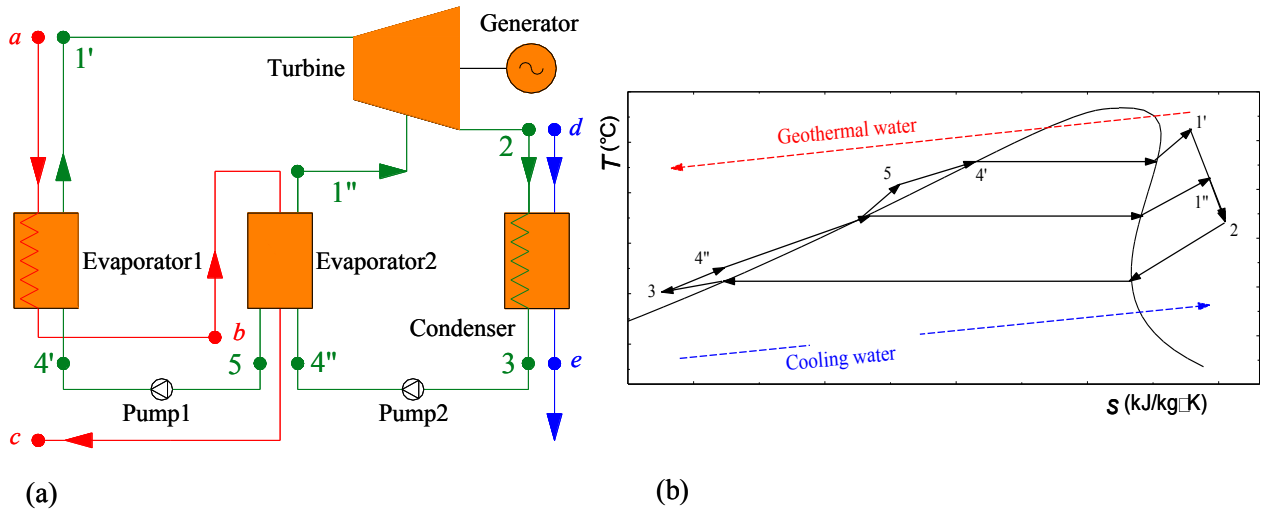 Generator
a
1'
Turbine
2
d
1"
Evaporator1
Evaporator2
Condenser
b
4'
5
4"
3
e
Pump1
Pump2
c
(a)
T (°C)
Geothermal water
1'
5
4'
1"
2
4"
3
Cooling water
s (kJ/kg□K)
(b)